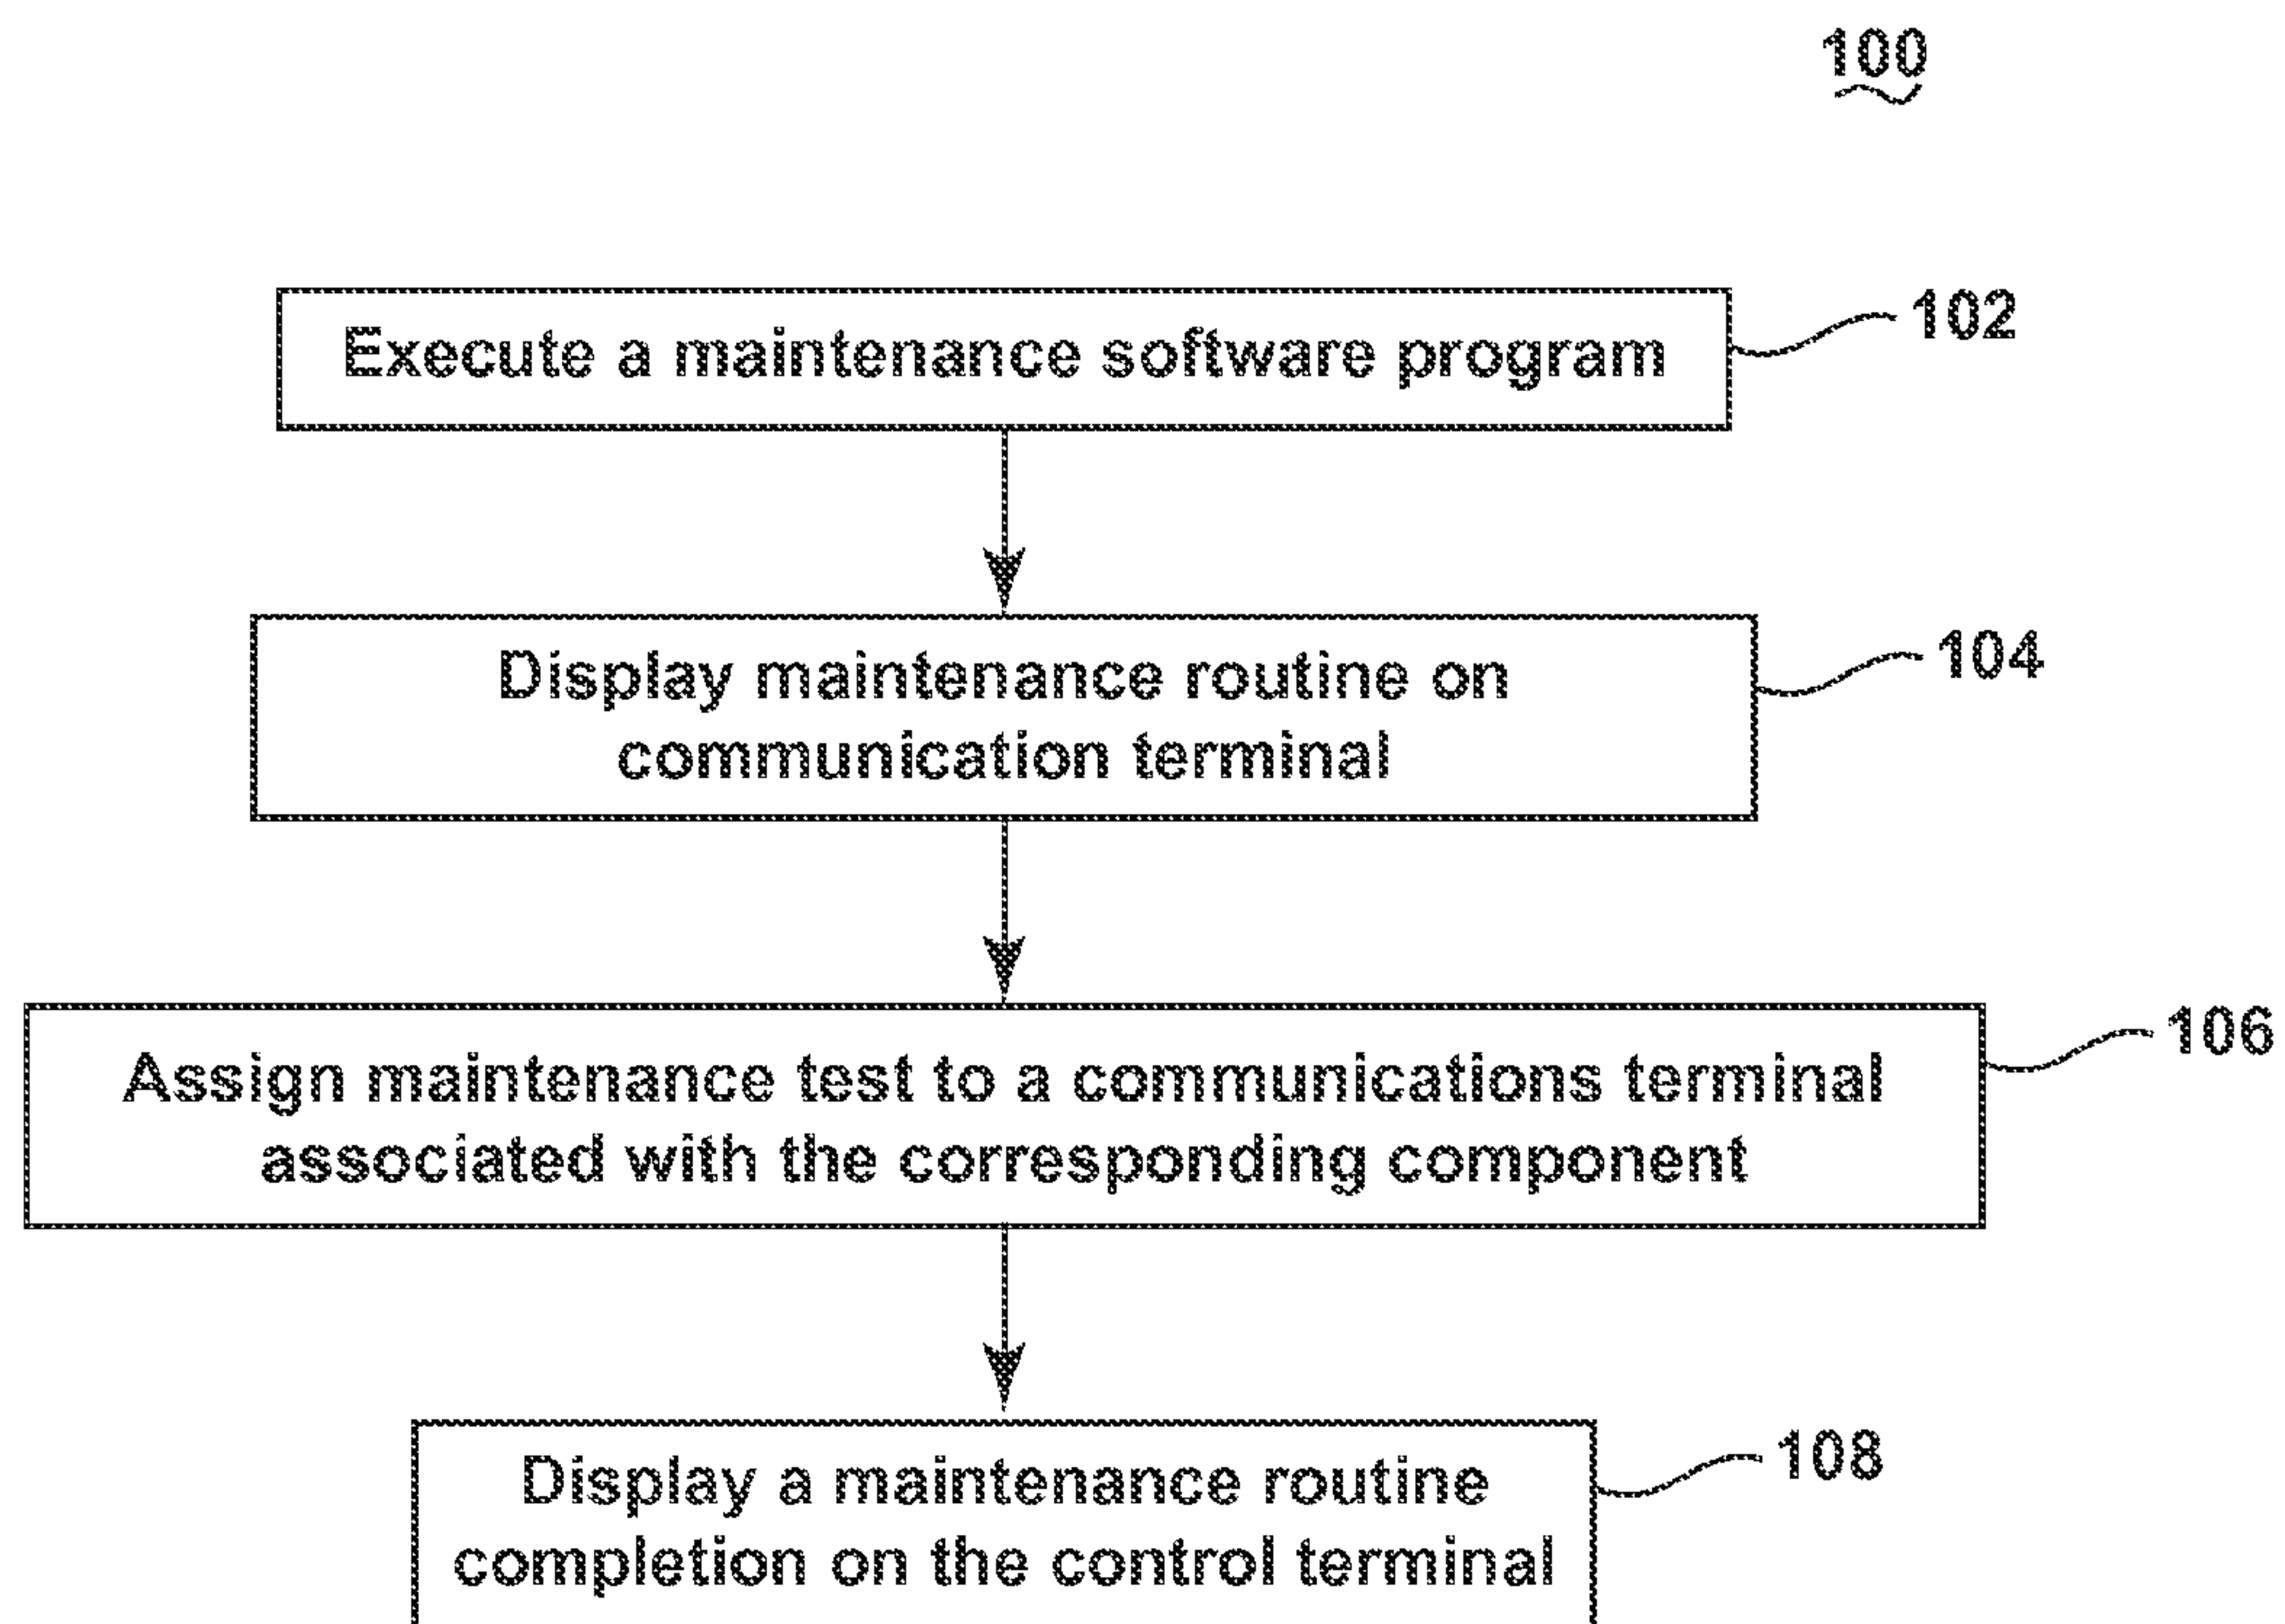 100
Execute a maintenance software program
102
Display maintenance routine on
communication terminal
104
Assign maintenance test to a communications terminal
associated with the corresponding component
106
Display a maintenance routine
completion on the control terminal
108